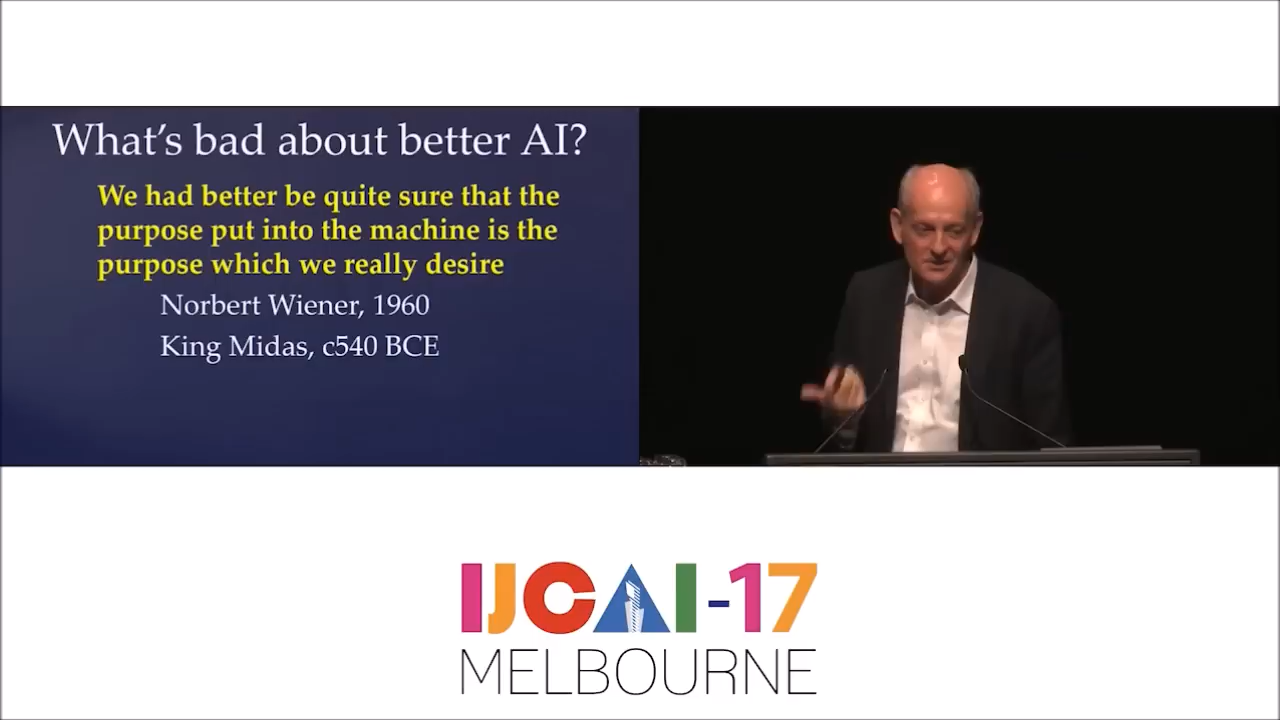 What's bad about better AI?
We had better be quite sure that the
purpose put into the machine is the
purpose which we really desire
Norbert Wiener, 1960
King Midas, c540 BCE
IJCAI-17
MELBOURNE